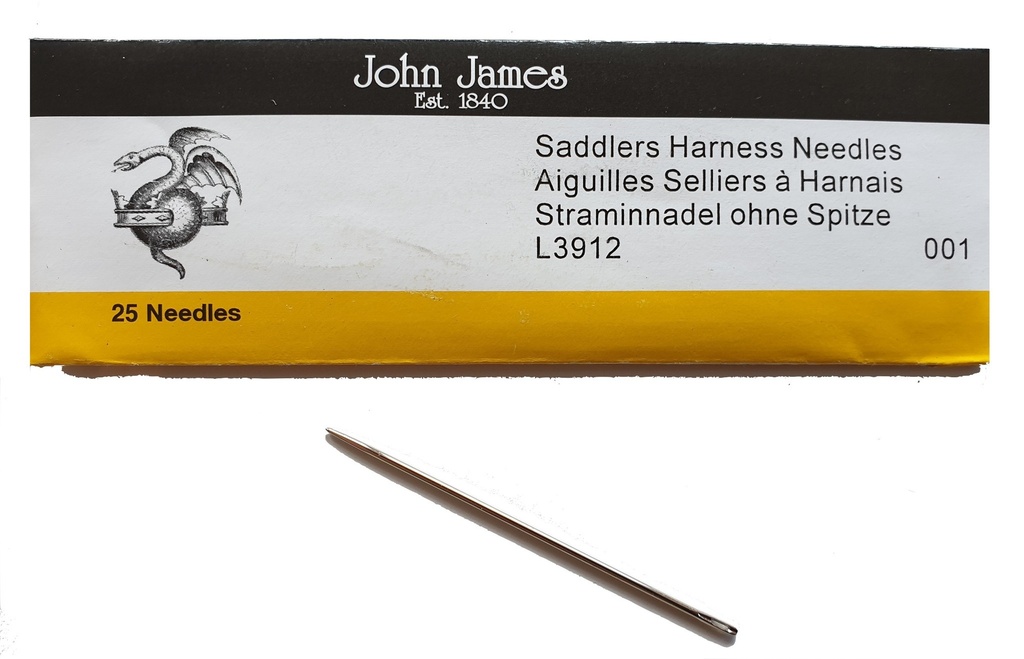 John James
Est. 1840
Saddlers Harness Needles
Aiguilles Selliers à Harnais
Straminnadel ohne Spitze
L3912 001
25 Needles